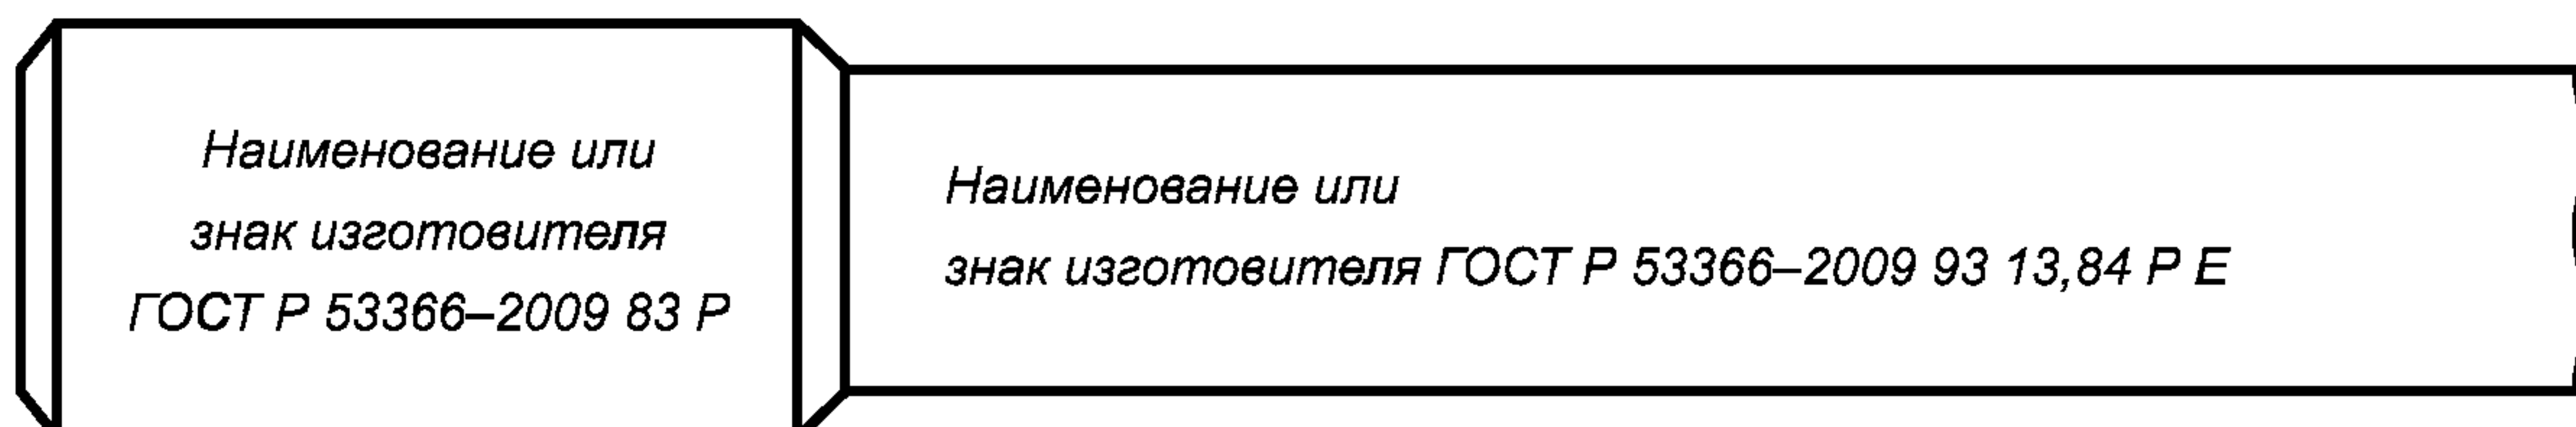 Наименование или
знак изготовителя
ГОСТ Р 53366–2009 83 Р
Наименование или
знак изготовителя ГОСТ Р 53366–2009 93 13,84 Р Е